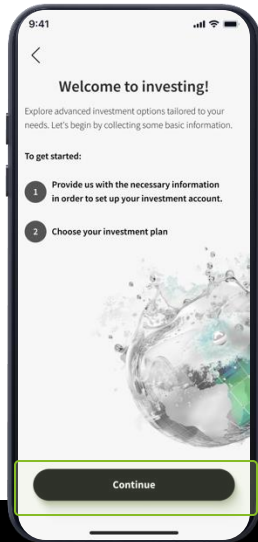 9:41
Welcome to investing!
Explore advanced investment options tailored to your
needs. Let's begin by collecting some basic information.
To get started:
1 Provide us with the necessary information
in order to set up your investment account.
2 Choose your investment plan
Continue